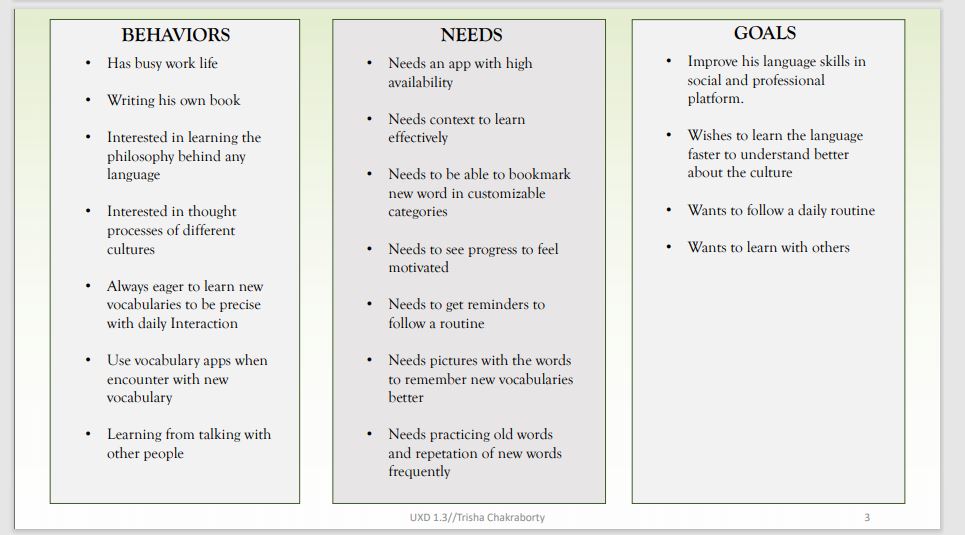 BEHAVIORS
• Has busy work life
• Writing his own book
• Interested in learning the
philosophy behind any
language
• Interested in thought
processes of different
cultures
• Always eager to learn new
vocabularies to be precise
with daily Interaction
• Use vocabulary apps when
encounter with new
vocabulary
• Learning from talking with
other people
NEEDS
• Needs an app with high
availability
• Needs context to learn
effectively
• Needs to be able to bookmark
new word in customizable
categories
• Needs to see progress to feel
motivated
• Needs to get reminders to
follow a routine
• Needs pictures with the words
to remember new vocabularies
better
• Needs practicing old words
and repetation of new words
frequently
GOALS
• Improve his language skills in
social and professional
platform.
• Wishes to learn the language
faster to understand better
about the culture
• Wants to follow a daily routine
• Wants to learn with others
UXD 1.3//Trisha Chakraborty
3